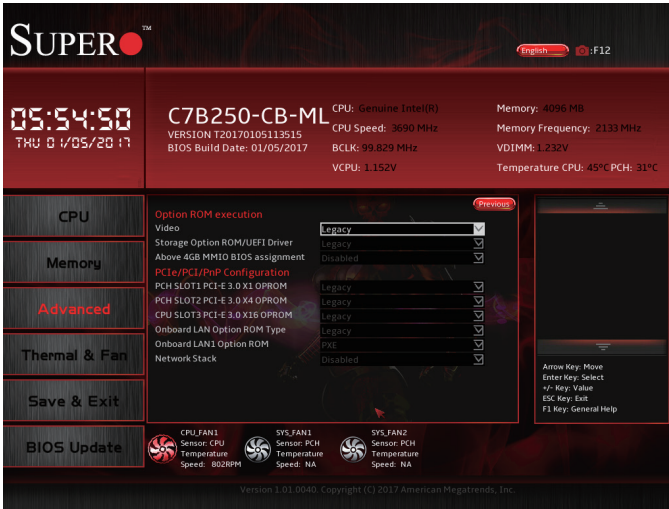 SUPER™
English :F12
05:54:50
THU 01/05/2017
C7B250-CB-ML
VERSION T20170105113515
BIOS Build Date: 01/05/2017
CPU: Genuine Intel(R)
CPU Speed: 3690 MHz
BCLK: 99.829 MHz
VCPU: 1.152V
Memory: 4096 MB
Memory Frequency: 2133 MHz
VDIMM: 1.232V
Temperature CPU: 45°C PCH: 31°C
CPU
Memory
Advanced
Thermal & Fan
Save & Exit
BIOS Update
Previous
Option ROM execution
Video Legacy
Storage Option ROM/UEFI Driver Legacy
Above 4GB MMIO BIOS assignment Disabled
PCIe/PCI/PnP Configuration
PCH SLOT1 PCI-E 3.0 X1 OPROM Legacy
PCH SLOT2 PCI-E 3.0 X4 OPROM Legacy
CPU SLOT3 PCI-E 3.0 X16 OPROM Legacy
Onboard LAN Option ROM Type Legacy
Onboard LAN1 Option ROM PXE
Network Stack Disabled
Arrow Key: Move
Enter Key: Select
+/- Key: Value
ESC Key: Exit
F1 Key: General Help
CPU_FAN1
Sensor: CPU
Temperature
Speed: 802RPM
SYS_FAN1
Sensor: PCH
Temperature
Speed: NA
SYS_FAN2
Sensor: PCH
Temperature
Speed: NA
Version 1.01.0040. Copyright (C) 2017 American Megatrends, Inc.